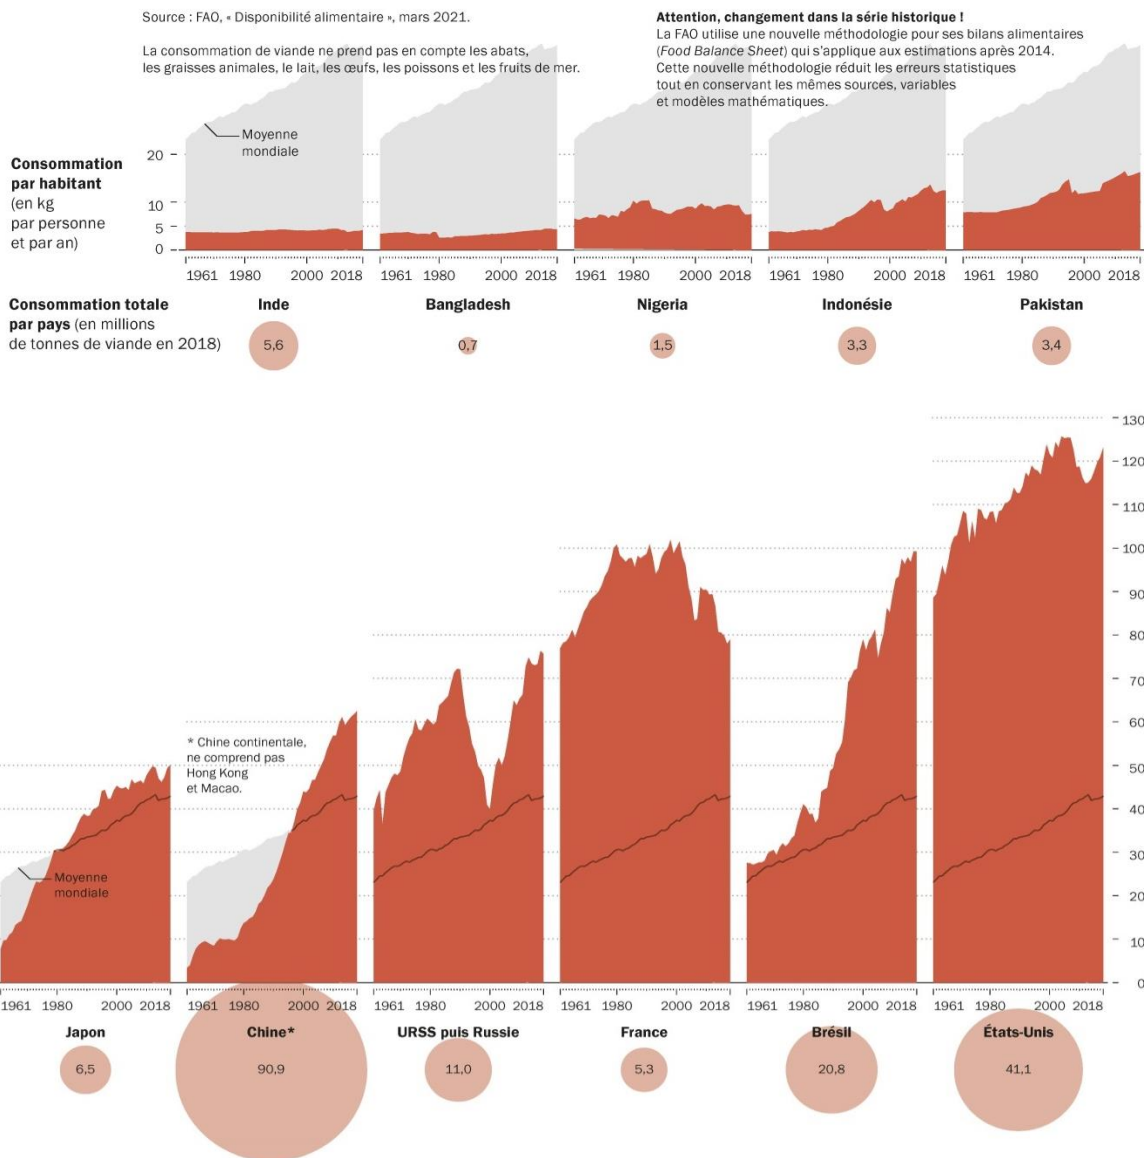 Source : FAO, « Disponibilité alimentaire », mars 2021.
La consommation de viande ne prend pas en compte les abats,
les graisses animales, le lait, les œufs, les poissons et les fruits de mer.
Attention, changement dans la série historique !
La FAO utilise une nouvelle méthodologie pour ses bilans alimentaires
(Food Balance Sheet) qui s'applique aux estimations après 2014.
Cette nouvelle méthodologie réduit les erreurs statistiques
tout en conservant les mêmes sources, variables
et modèles mathématiques.
Moyenne
mondiale
Consommation
par habitant
(en kg
par personne
et par an)
20
10
5
0
1961 1980 2000 2018
1961 1980 2000 2018
1961 1980 2000 2018
1961 1980 2000 2018
1961 1980 2000 2018
Consommation totale
par pays (en millions
de tonnes de viande en 2018)
Inde
5,6
Bangladesh
0,7
Nigeria
1,5
Indonésie
3,3
Pakistan
3,4
130
120
110
100
90
80
70
60
50
40
30
20
10
0
* Chine continentale,
ne comprend pas
Hong Kong
et Macao.
Moyenne
mondiale
1961 1980 2000 2018
1961 1980 2000 2018
1961 1980 2000 2018
1961 1980 2000 2018
1961 1980 2000 2018
1961 1980 2000 2018
Japon
6,5
Chine*
90,9
URSS puis Russie
11,0
France
5,3
Brésil
20,8
États-Unis
41,1